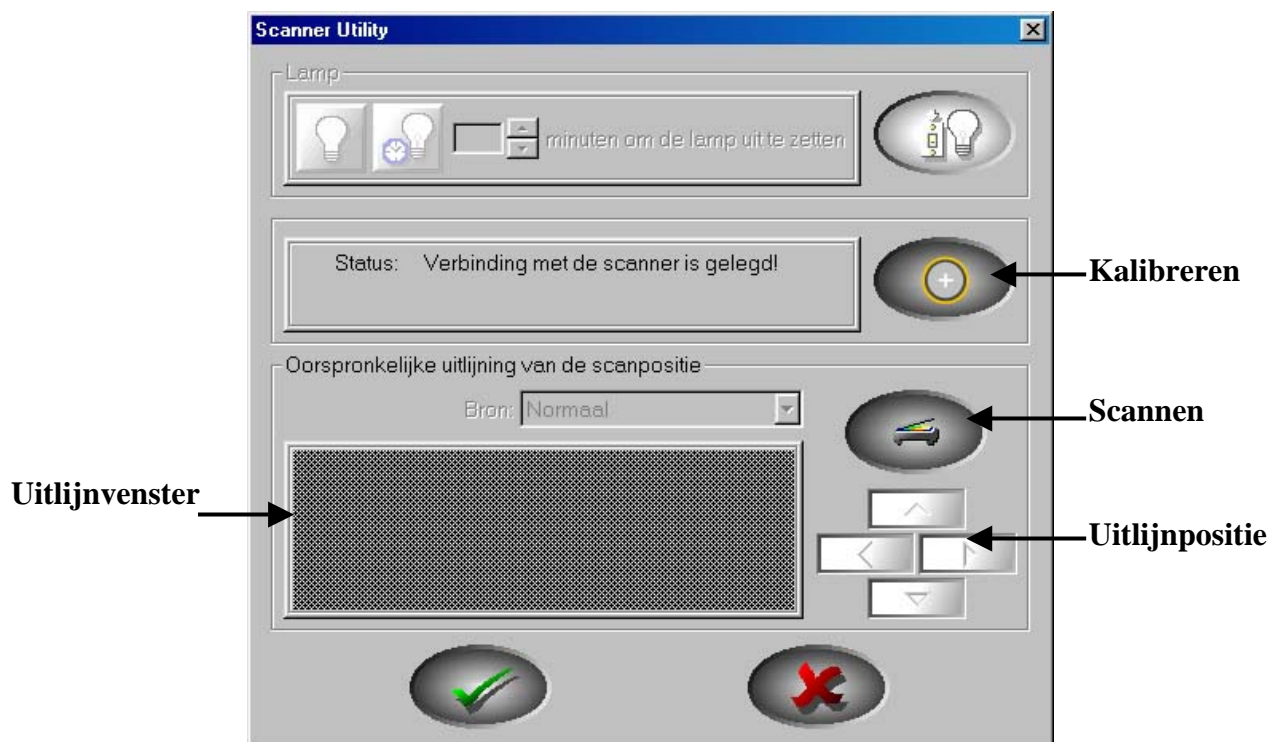 Scanner Utility
Lamp
minuten om de lamp uit te zetten
Status: Verbinding met de scanner is gelegd!
Kalibreren
Oorspronkelijke uitlijning van de scanpositie
Bron: Normaal
Scannen
Uitlijnvenster
Uitlijnpositie